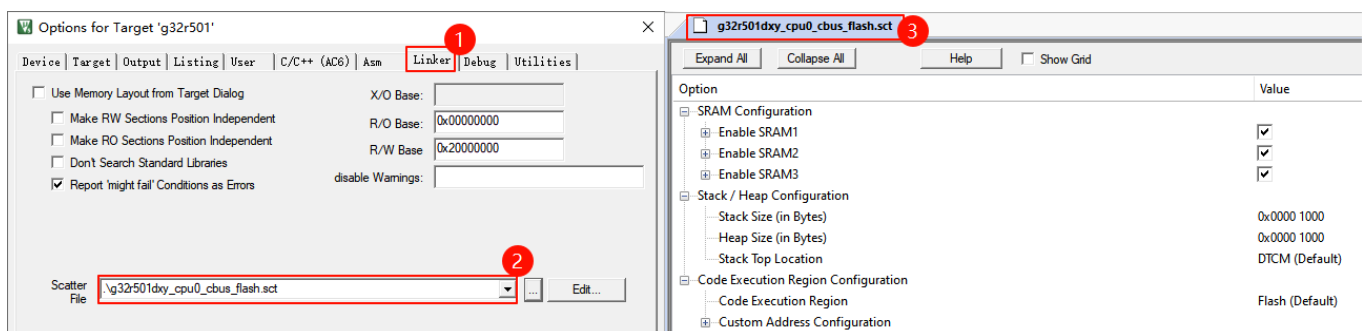 Options for Target 'g32r501'
1
Device Target Output Listing User C/C++ (AC6) Asm Linker Debug Utilities
Use Memory Layout from Target Dialog
X/O Base:
Make RW Sections Position Independent
R/O Base: 0x00000000
Make RO Sections Position Independent
R/W Base 0x20000000
Don't Search Standard Libraries
disable Warnings:
Report 'might fail' Conditions as Errors
2
Scatter File
.\g32r501dxy_cpu0_cbus_flash.sct
...
Edit...
g32r501dxy_cpu0_cbus_flash.sct
3
Expand All Collapse All Help Show Grid
Option Value
SRAM Configuration
Enable SRAM1
Enable SRAM2
Enable SRAM3
Stack / Heap Configuration
Stack Size (in Bytes) 0x0000 1000
Heap Size (in Bytes) 0x0000 1000
Stack Top Location DTCM (Default)
Code Execution Region Configuration
Code Execution Region Flash (Default)
Custom Address Configuration